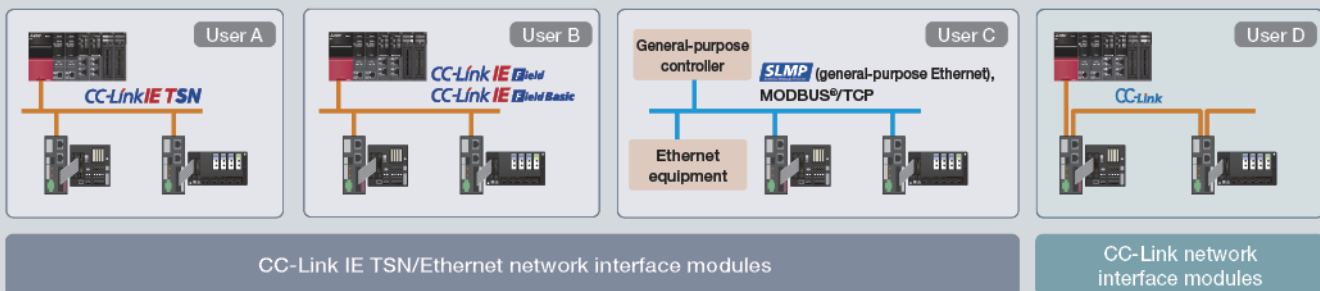 User A
CC-Link IE TSN
User B
CC-Link IE Field
CC-Link IE Field Basic
User C
General-purpose
controller
SLMP (general-purpose Ethernet),
MODBUS®/TCP
Ethernet
equipment
User D
CC-Link
CC-Link IE TSN/Ethernet network interface modules
CC-Link network
interface modules